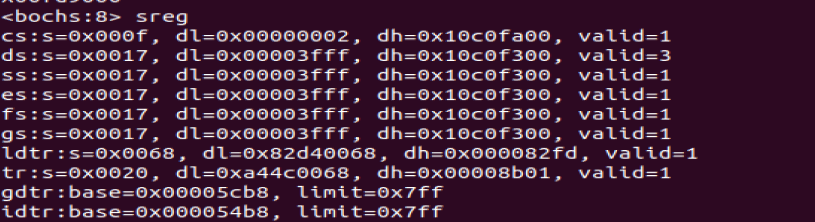 <bochs:8> sreg
cs:s=0x000f, dl=0x00000002, dh=0x10c0fa00, valid=1
ds:s=0x0017, dl=0x00003fff, dh=0x10c0f300, valid=3
ss:s=0x0017, dl=0x00003fff, dh=0x10c0f300, valid=1
es:s=0x0017, dl=0x00003fff, dh=0x10c0f300, valid=1
fs:s=0x0017, dl=0x00003fff, dh=0x10c0f300, valid=1
gs:s=0x0017, dl=0x00003fff, dh=0x10c0f300, valid=1
ldtr:s=0x0068, dl=0x82d40068, dh=0x000082fd, valid=1
tr:s=0x0020, dl=0xa44c0068, dh=0x00008b01, valid=1
gdtr:base=0x00005cb8, limit=0x7ff
idtr:base=0x000054b8, limit=0x7ff